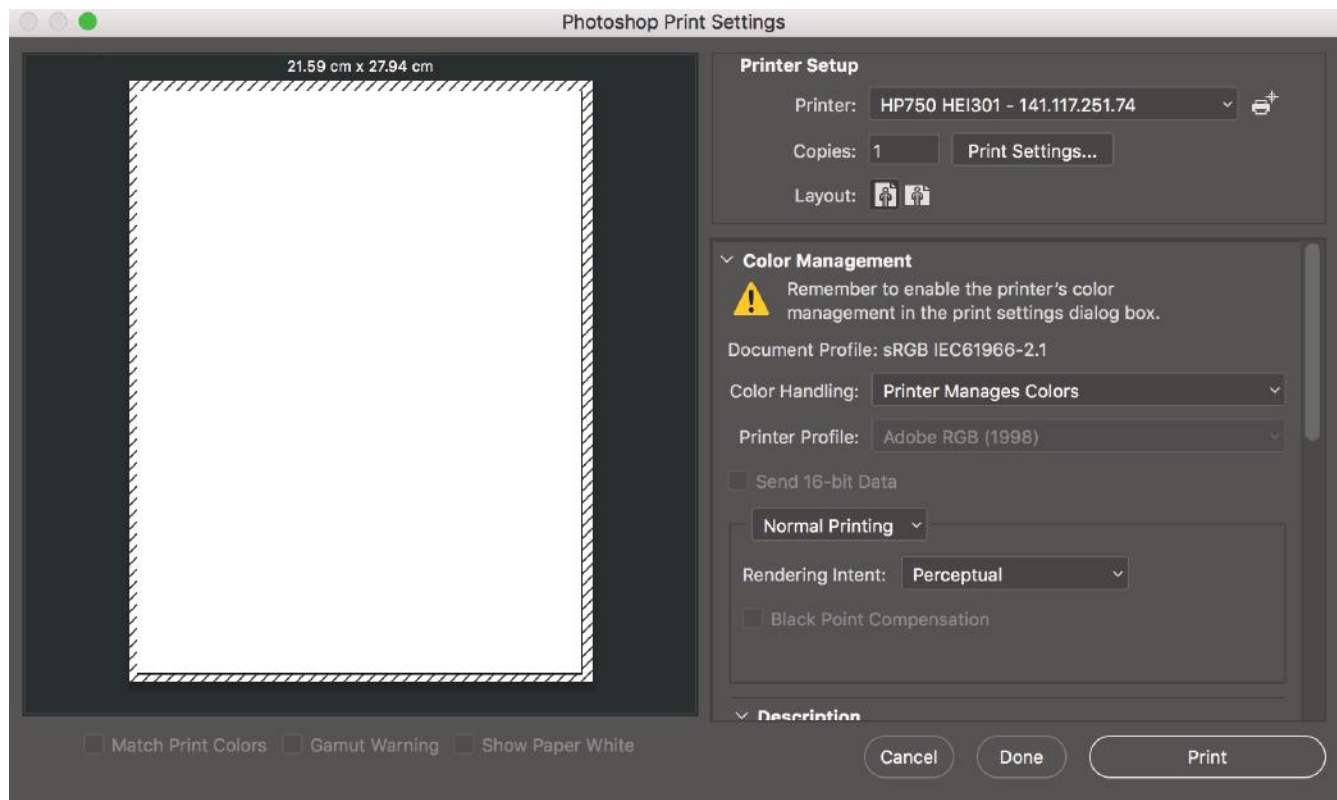 Photoshop Print Settings
21.59 cm x 27.94 cm
Printer Setup
Printer: HP750 HEI301 - 141.117.251.74
Copies: 1 Print Settings...
Layout:
Color Management
Remember to enable the printer's color
management in the print settings dialog box.
Document Profile: sRGB IEC61966-2.1
Color Handling: Printer Manages Colors
Printer Profile: Adobe RGB (1998)
Send 16-bit Data
Normal Printing
Rendering Intent: Perceptual
Black Point Compensation
Description
Match Print Colors Gamut Warning Show Paper White
Cancel Done Print